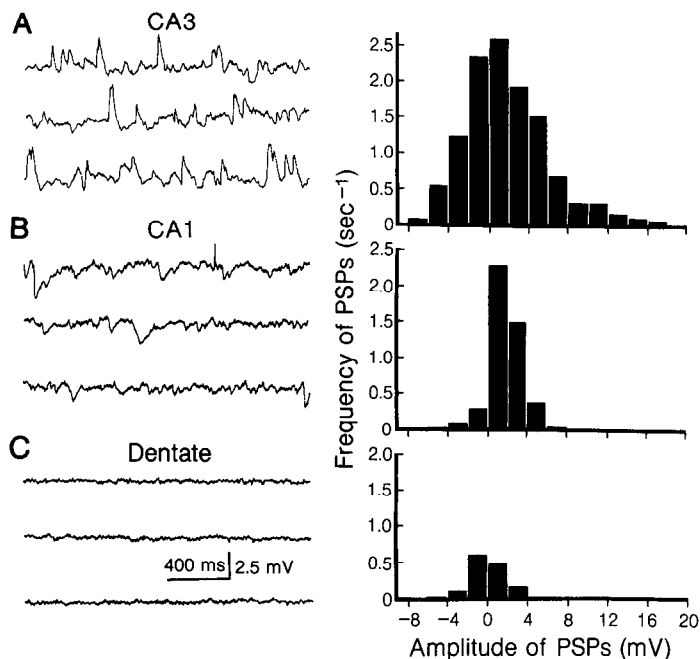 A
CA3
B
CA1
C
Dentate
400 ms
2.5 mV
Frequency of PSPs (sec⁻¹)
2.5
2.0
1.5
1.0
0.5
0
2.5
2.0
1.5
1.0
0.5
0
2.0
1.5
1.0
0.5
0
−8 −4 0 4 8 12 16 20
Amplitude of PSPs (mV)